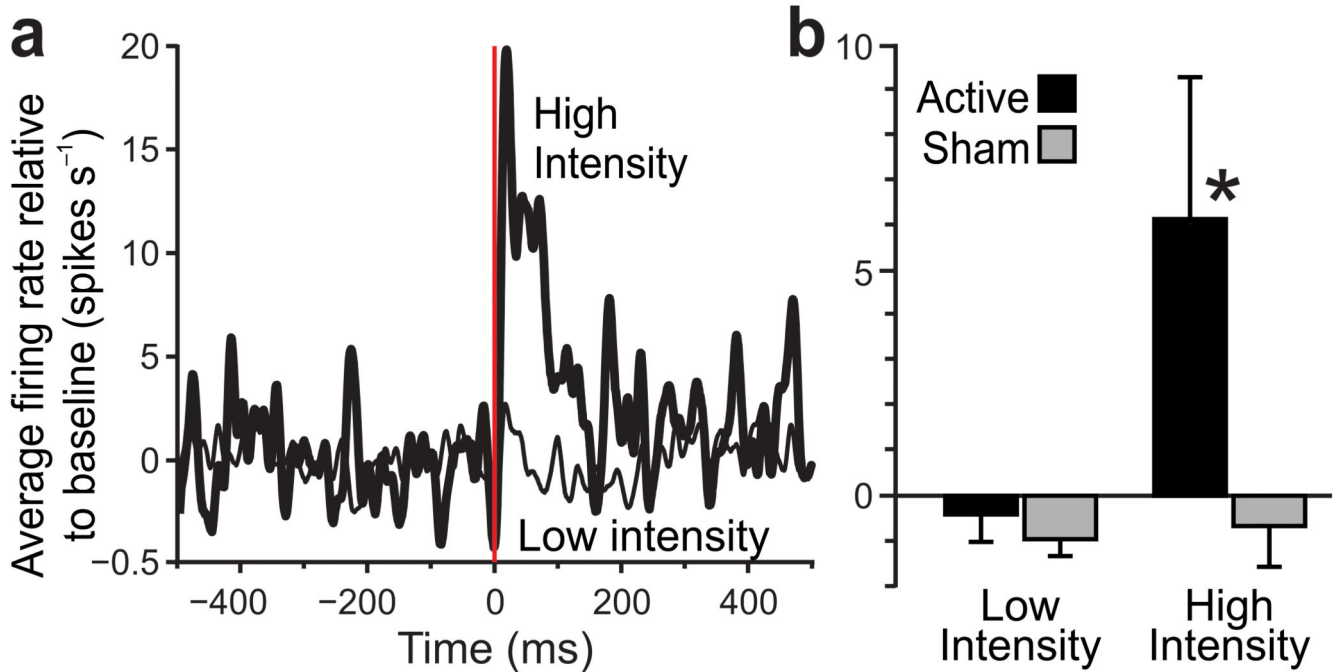 a
Average firing rate relative
to baseline (spikes s⁻¹)
20
15
10
5
0
−0.5
High
Intensity
Low intensity
−400
−200
0
200
400
Time (ms)
b
10
5
0
Active
Sham
*
Low
Intensity
High
Intensity